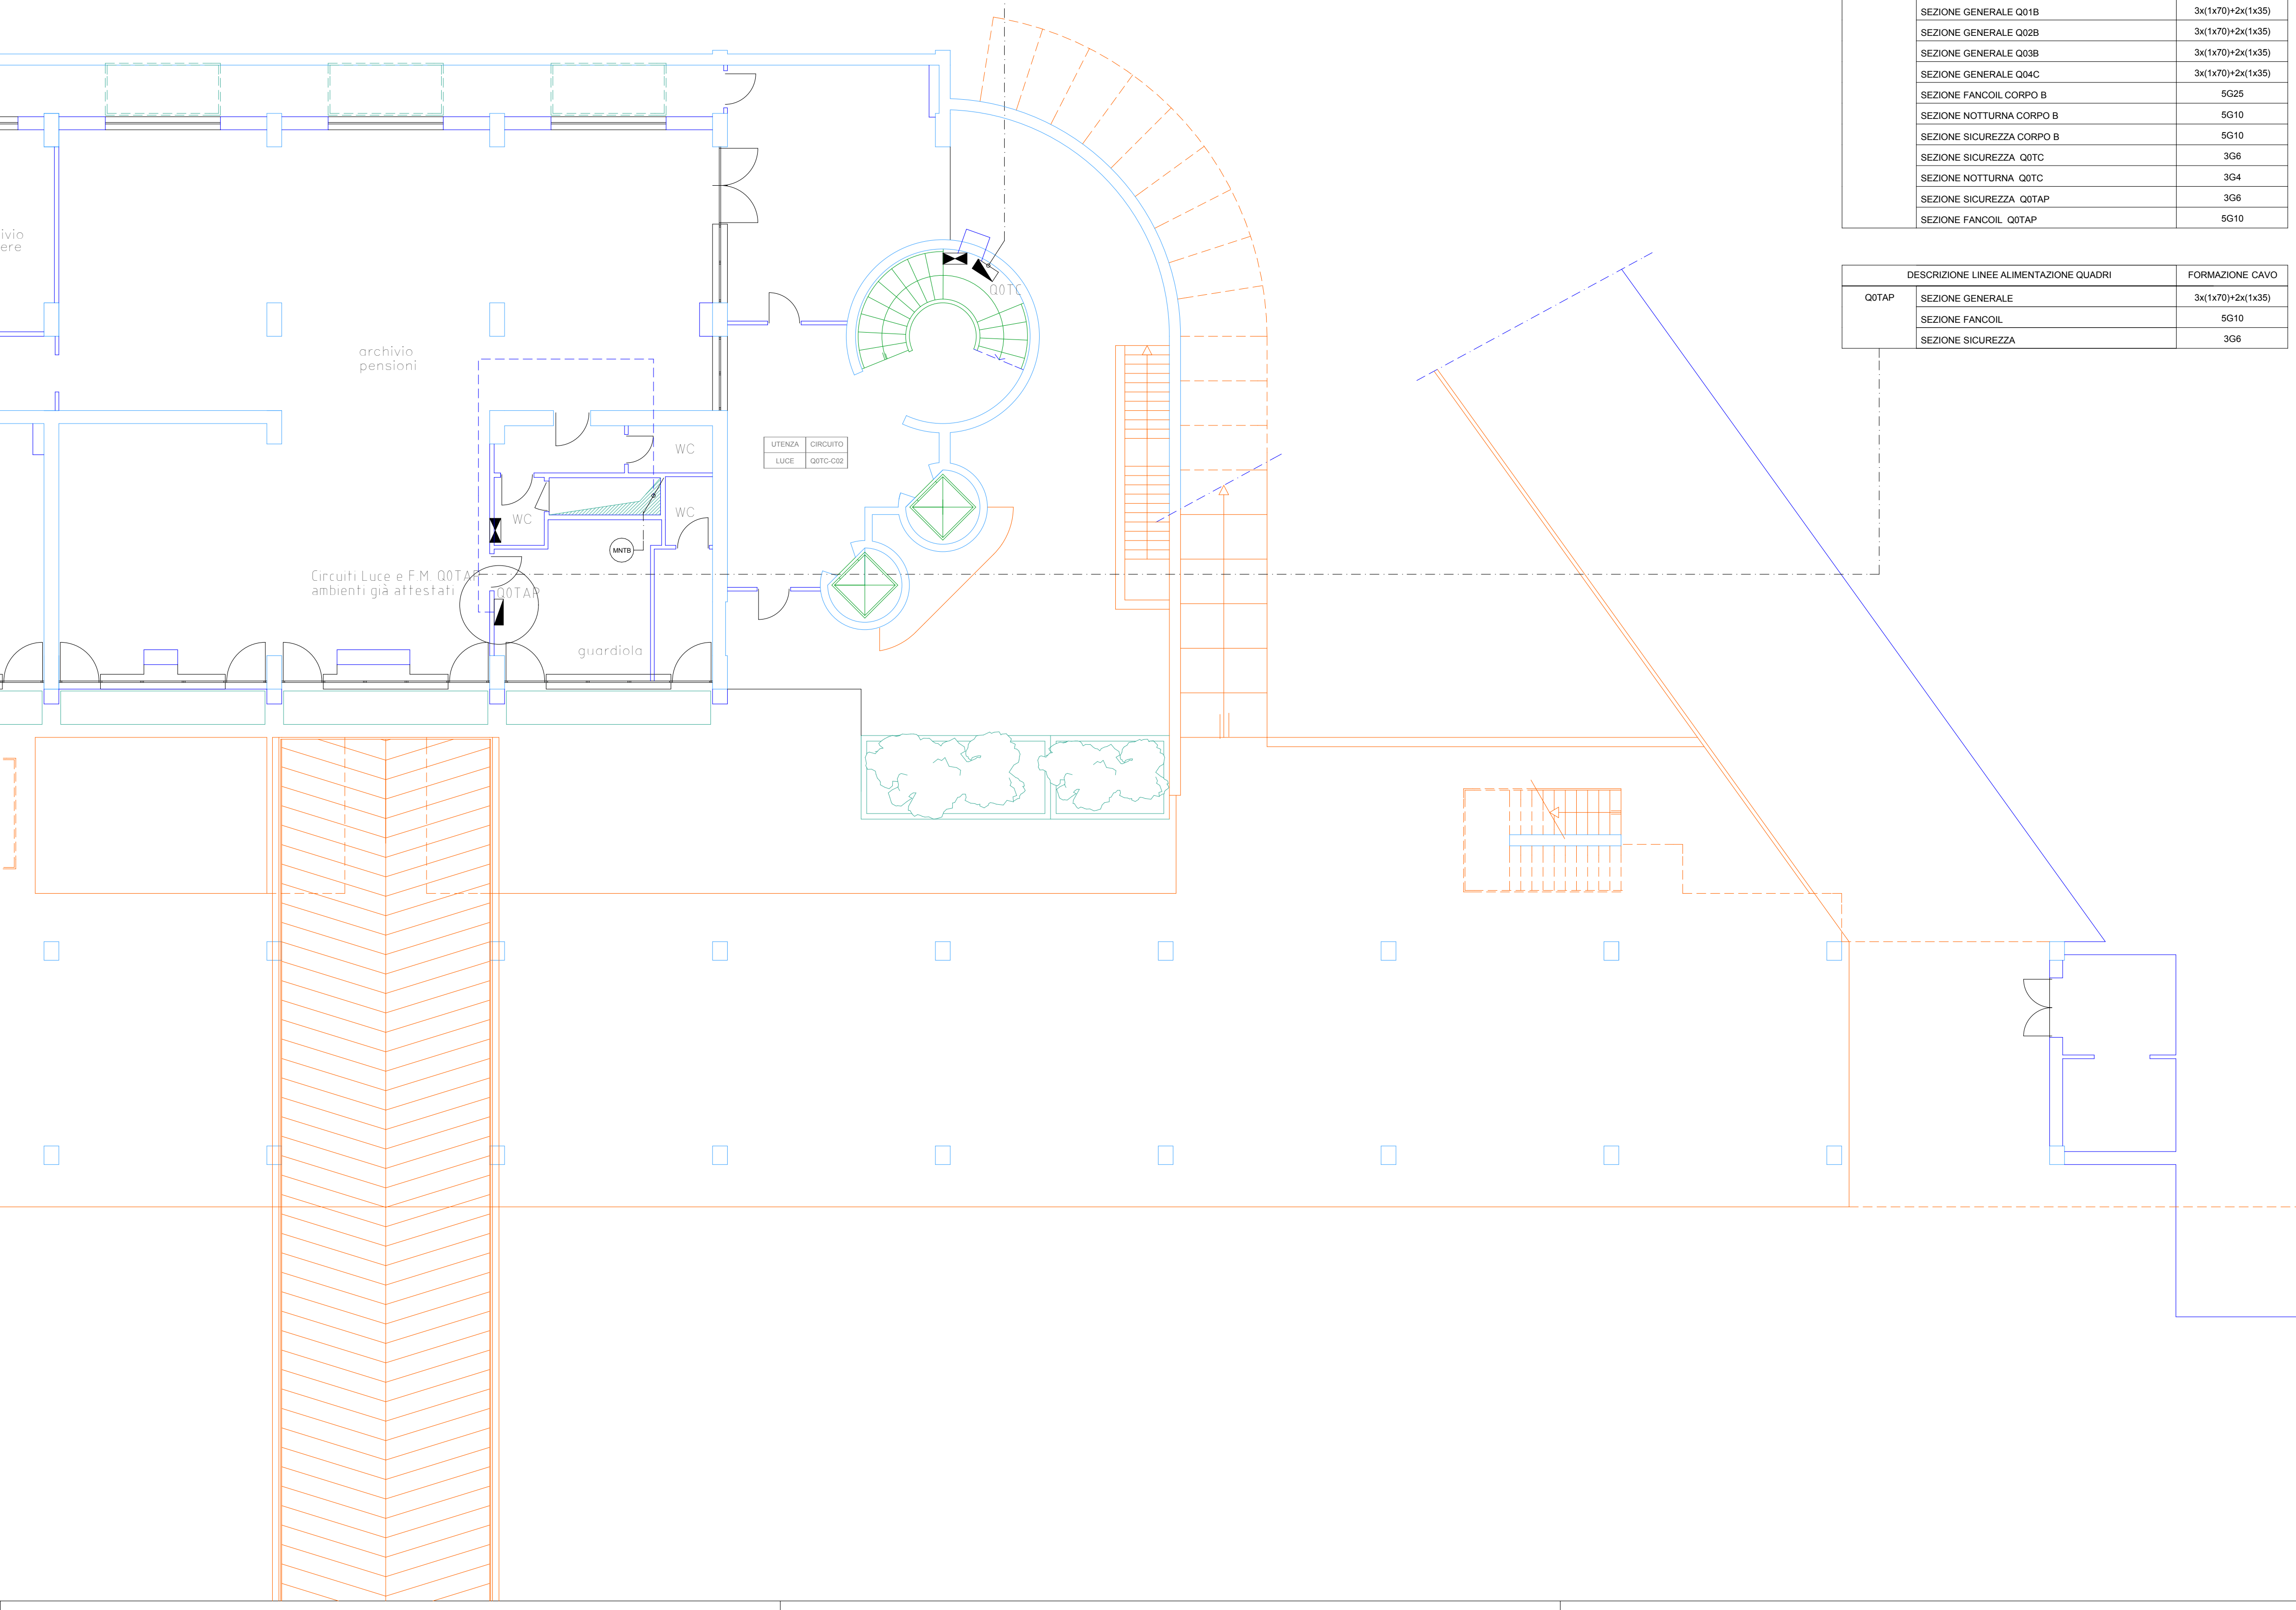 SEZIONE GENERALE Q01B 3x(1x70)+2x(1x35)
SEZIONE GENERALE Q02B 3x(1x70)+2x(1x35)
SEZIONE GENERALE Q03B 3x(1x70)+2x(1x35)
SEZIONE GENERALE Q04C 3x(1x70)+2x(1x35)
SEZIONE FANCOIL CORPO B 5G25
SEZIONE NOTTURNA CORPO B 5G10
SEZIONE SICUREZZA CORPO B 5G10
SEZIONE SICUREZZA Q0TC 3G6
SEZIONE NOTTURNA Q0TC 3G4
SEZIONE SICUREZZA Q0TAP 3G6
SEZIONE FANCOIL Q0TAP 5G10
DESCRIZIONE LINEE ALIMENTAZIONE QUADRI FORMAZIONE CAVO
Q0TAP SEZIONE GENERALE 3x(1x70)+2x(1x35)
SEZIONE FANCOIL 5G10
SEZIONE SICUREZZA 3G6
ivio
ere
Q0TC
archivio
pensioni
UTENZA CIRCUITO
LUCE Q0TC-C02
WC
WC
WC
MNTB
Circuiti Luce e F.M. Q0TAP
ambienti già attestati
Q0TAP
guardiola